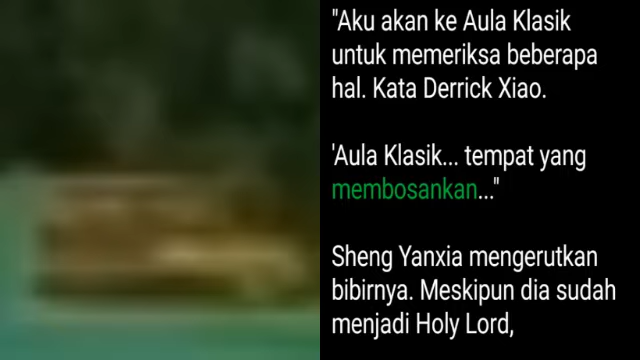 "Aku akan ke Aula Klasik
untuk memeriksa beberapa
hal. Kata Derrick Xiao.
'Aula Klasik... tempat yang
membosankan..."
Sheng Yanxia mengerutkan
bibirnya. Meskipun dia sudah
menjadi Holy Lord,